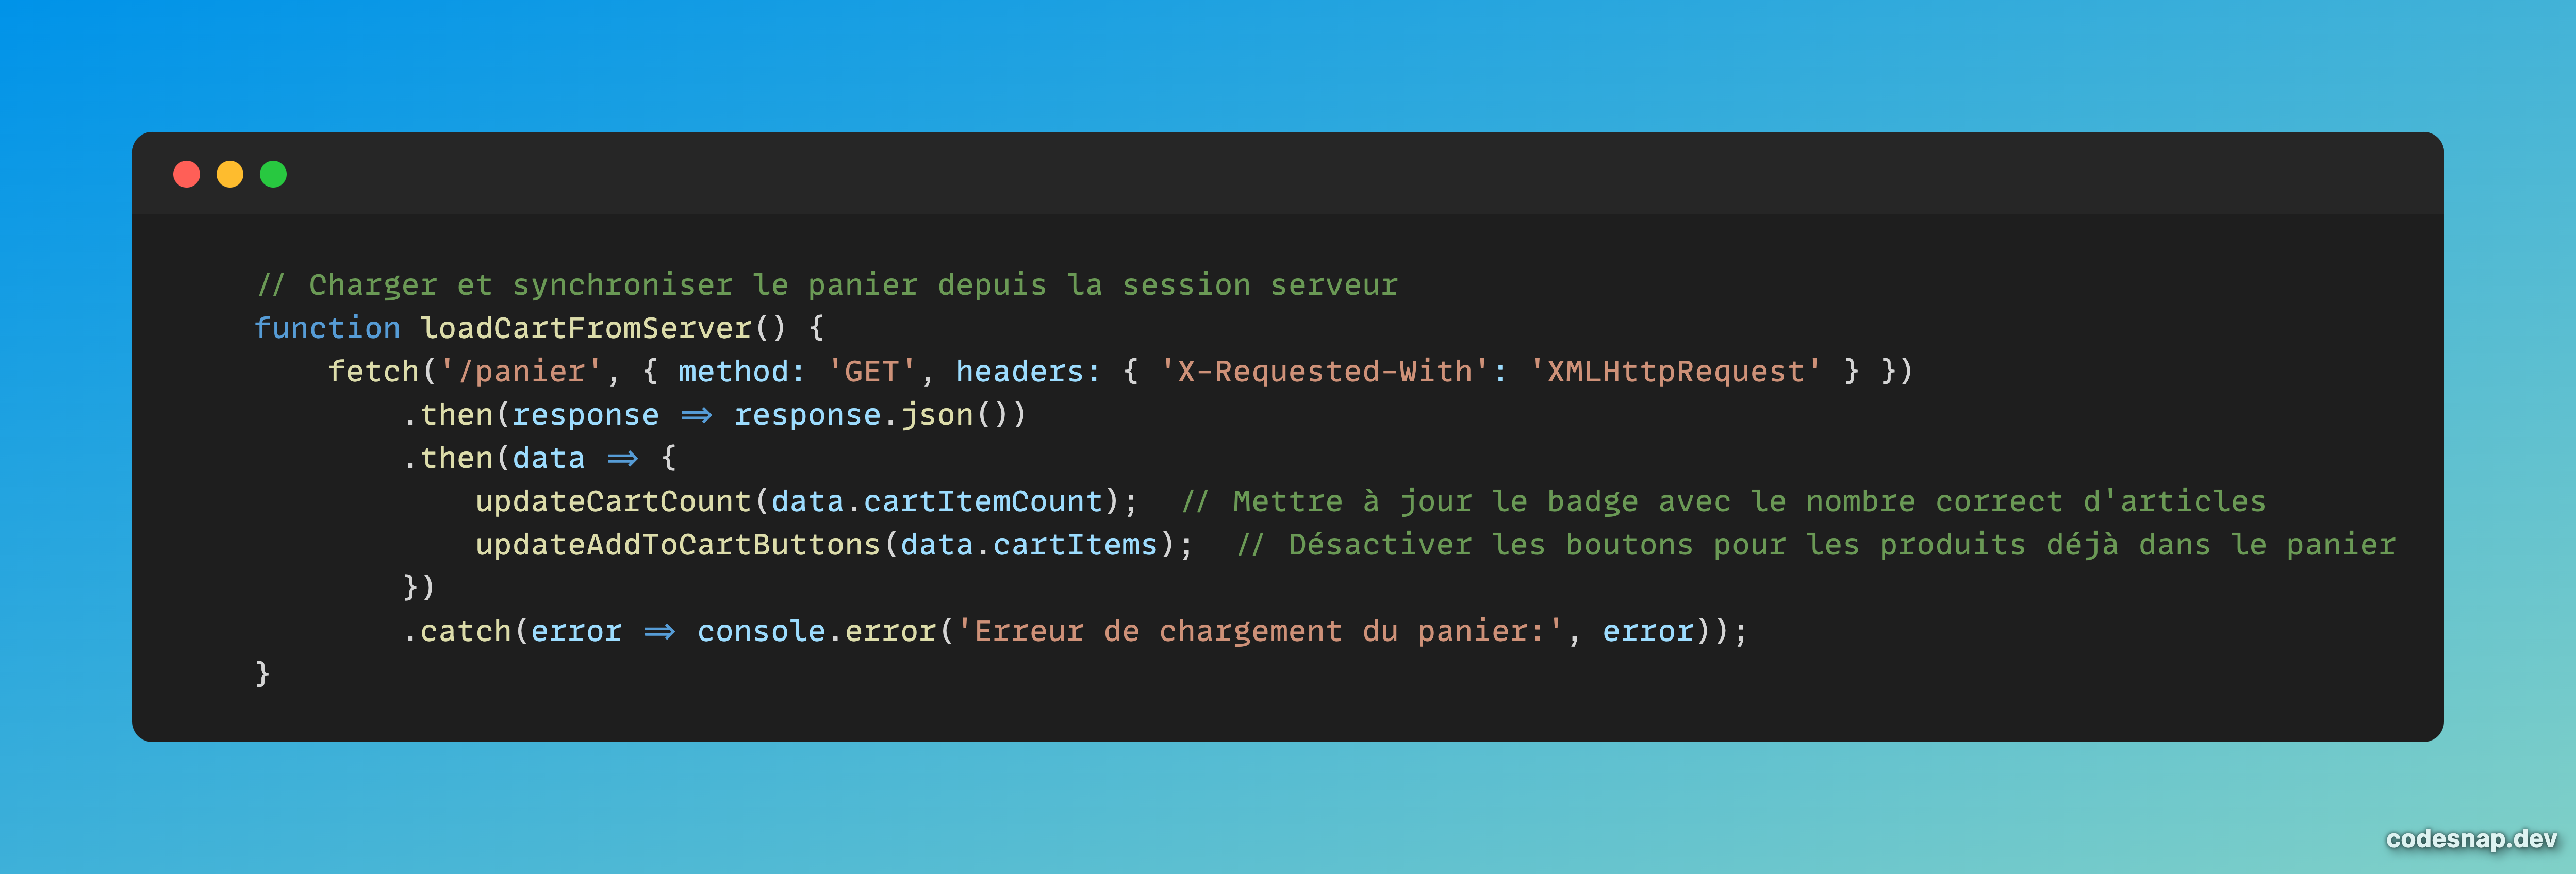 // Charger et synchroniser le panier depuis la session serveur
function loadCartFromServer() {
    fetch('/panier', { method: 'GET', headers: { 'X-Requested-With': 'XMLHttpRequest' } })
        .then(response => response.json())
        .then(data => {
            updateCartCount(data.cartItemCount);  // Mettre à jour le badge avec le nombre correct d'articles
            updateAddToCartButtons(data.cartItems);  // Désactiver les boutons pour les produits déjà dans le panier
        })
        .catch(error => console.error('Erreur de chargement du panier:', error));
}
codesnap.dev